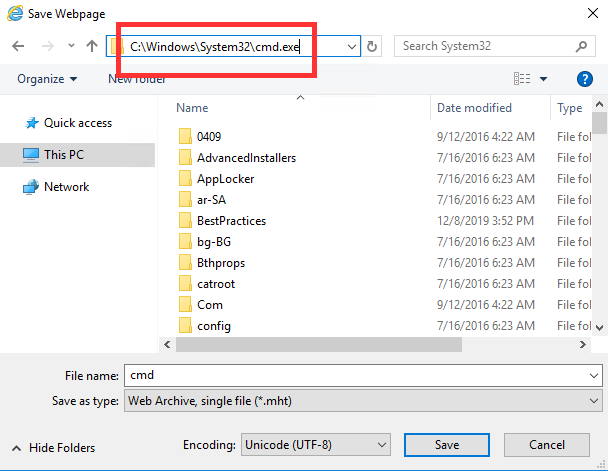 Save Webpage
C:\Windows\System32\cmd.exe
Search System32
Organize
New folder
?
Name
Date modified
Type
Quick access
This PC
Network
0409 9/12/2016 4:22 AM File fol
AdvancedInstallers 7/16/2016 6:23 AM File fol
AppLocker 7/16/2016 6:23 AM File fol
ar-SA 7/16/2016 6:23 AM File fol
BestPractices 12/8/2019 3:52 PM File fol
bg-BG 7/16/2016 6:23 AM File fol
Bthprops 7/16/2016 6:23 AM File fol
catroot 7/16/2016 6:23 AM File fol
Com 9/12/2016 4:22 AM File fol
config 7/16/2016 6:23 AM File fol
File name: cmd
Save as type: Web Archive, single file (*.mht)
Hide Folders
Encoding: Unicode (UTF-8)
Save
Cancel